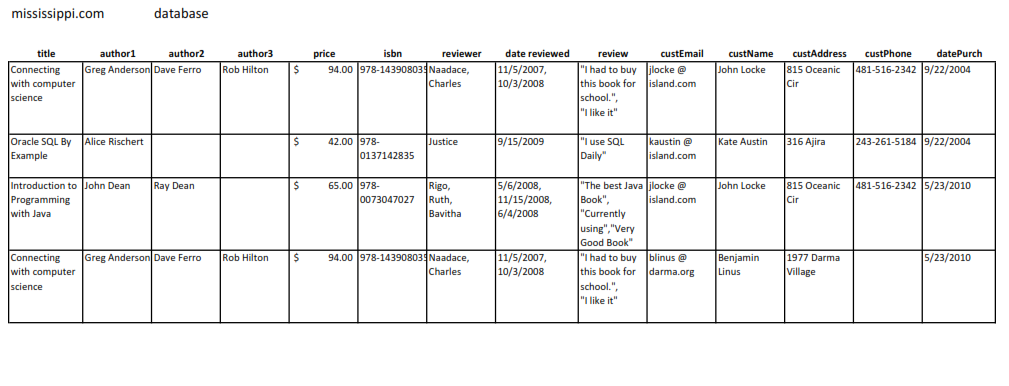 mississippi.com database
title author1 author2 author3 price isbn reviewer date reviewed review custEmail custName custAddress custPhone datePurch
Connecting Greg Anderson Dave Ferro Rob Hilton $ 94.00 978-143908035 Naadace, 11/5/2007, "I had to buy jlocke @ John Locke 815 Oceanic 481-516-2342 9/22/2004
with computer Charles 10/3/2008 this book for island.com Cir
science school.",
"I like it"
Oracle SQL By Alice Rischert $ 42.00 978- Justice 9/15/2009 "I use SQL kaustin @ Kate Austin 316 Ajira 243-261-5184 9/22/2004
Example 0137142835 Daily" island.com
Introduction to John Dean Ray Dean $ 65.00 978- Rigo, 5/6/2008, "The best Java jlocke @ John Locke 815 Oceanic 481-516-2342 5/23/2010
Programming 0073047027 Ruth, 11/15/2008, Book", island.com Cir
with Java Bavitha 6/4/2008 "Currently
using","Very
Good Book"
Connecting Greg Anderson Dave Ferro Rob Hilton $ 94.00 978-143908035 Naadace, 11/5/2007, "I had to buy blinus @ Benjamin 1977 Darma 5/23/2010
with computer Charles 10/3/2008 this book for darma.org Linus Village
science school.",
"I like it"